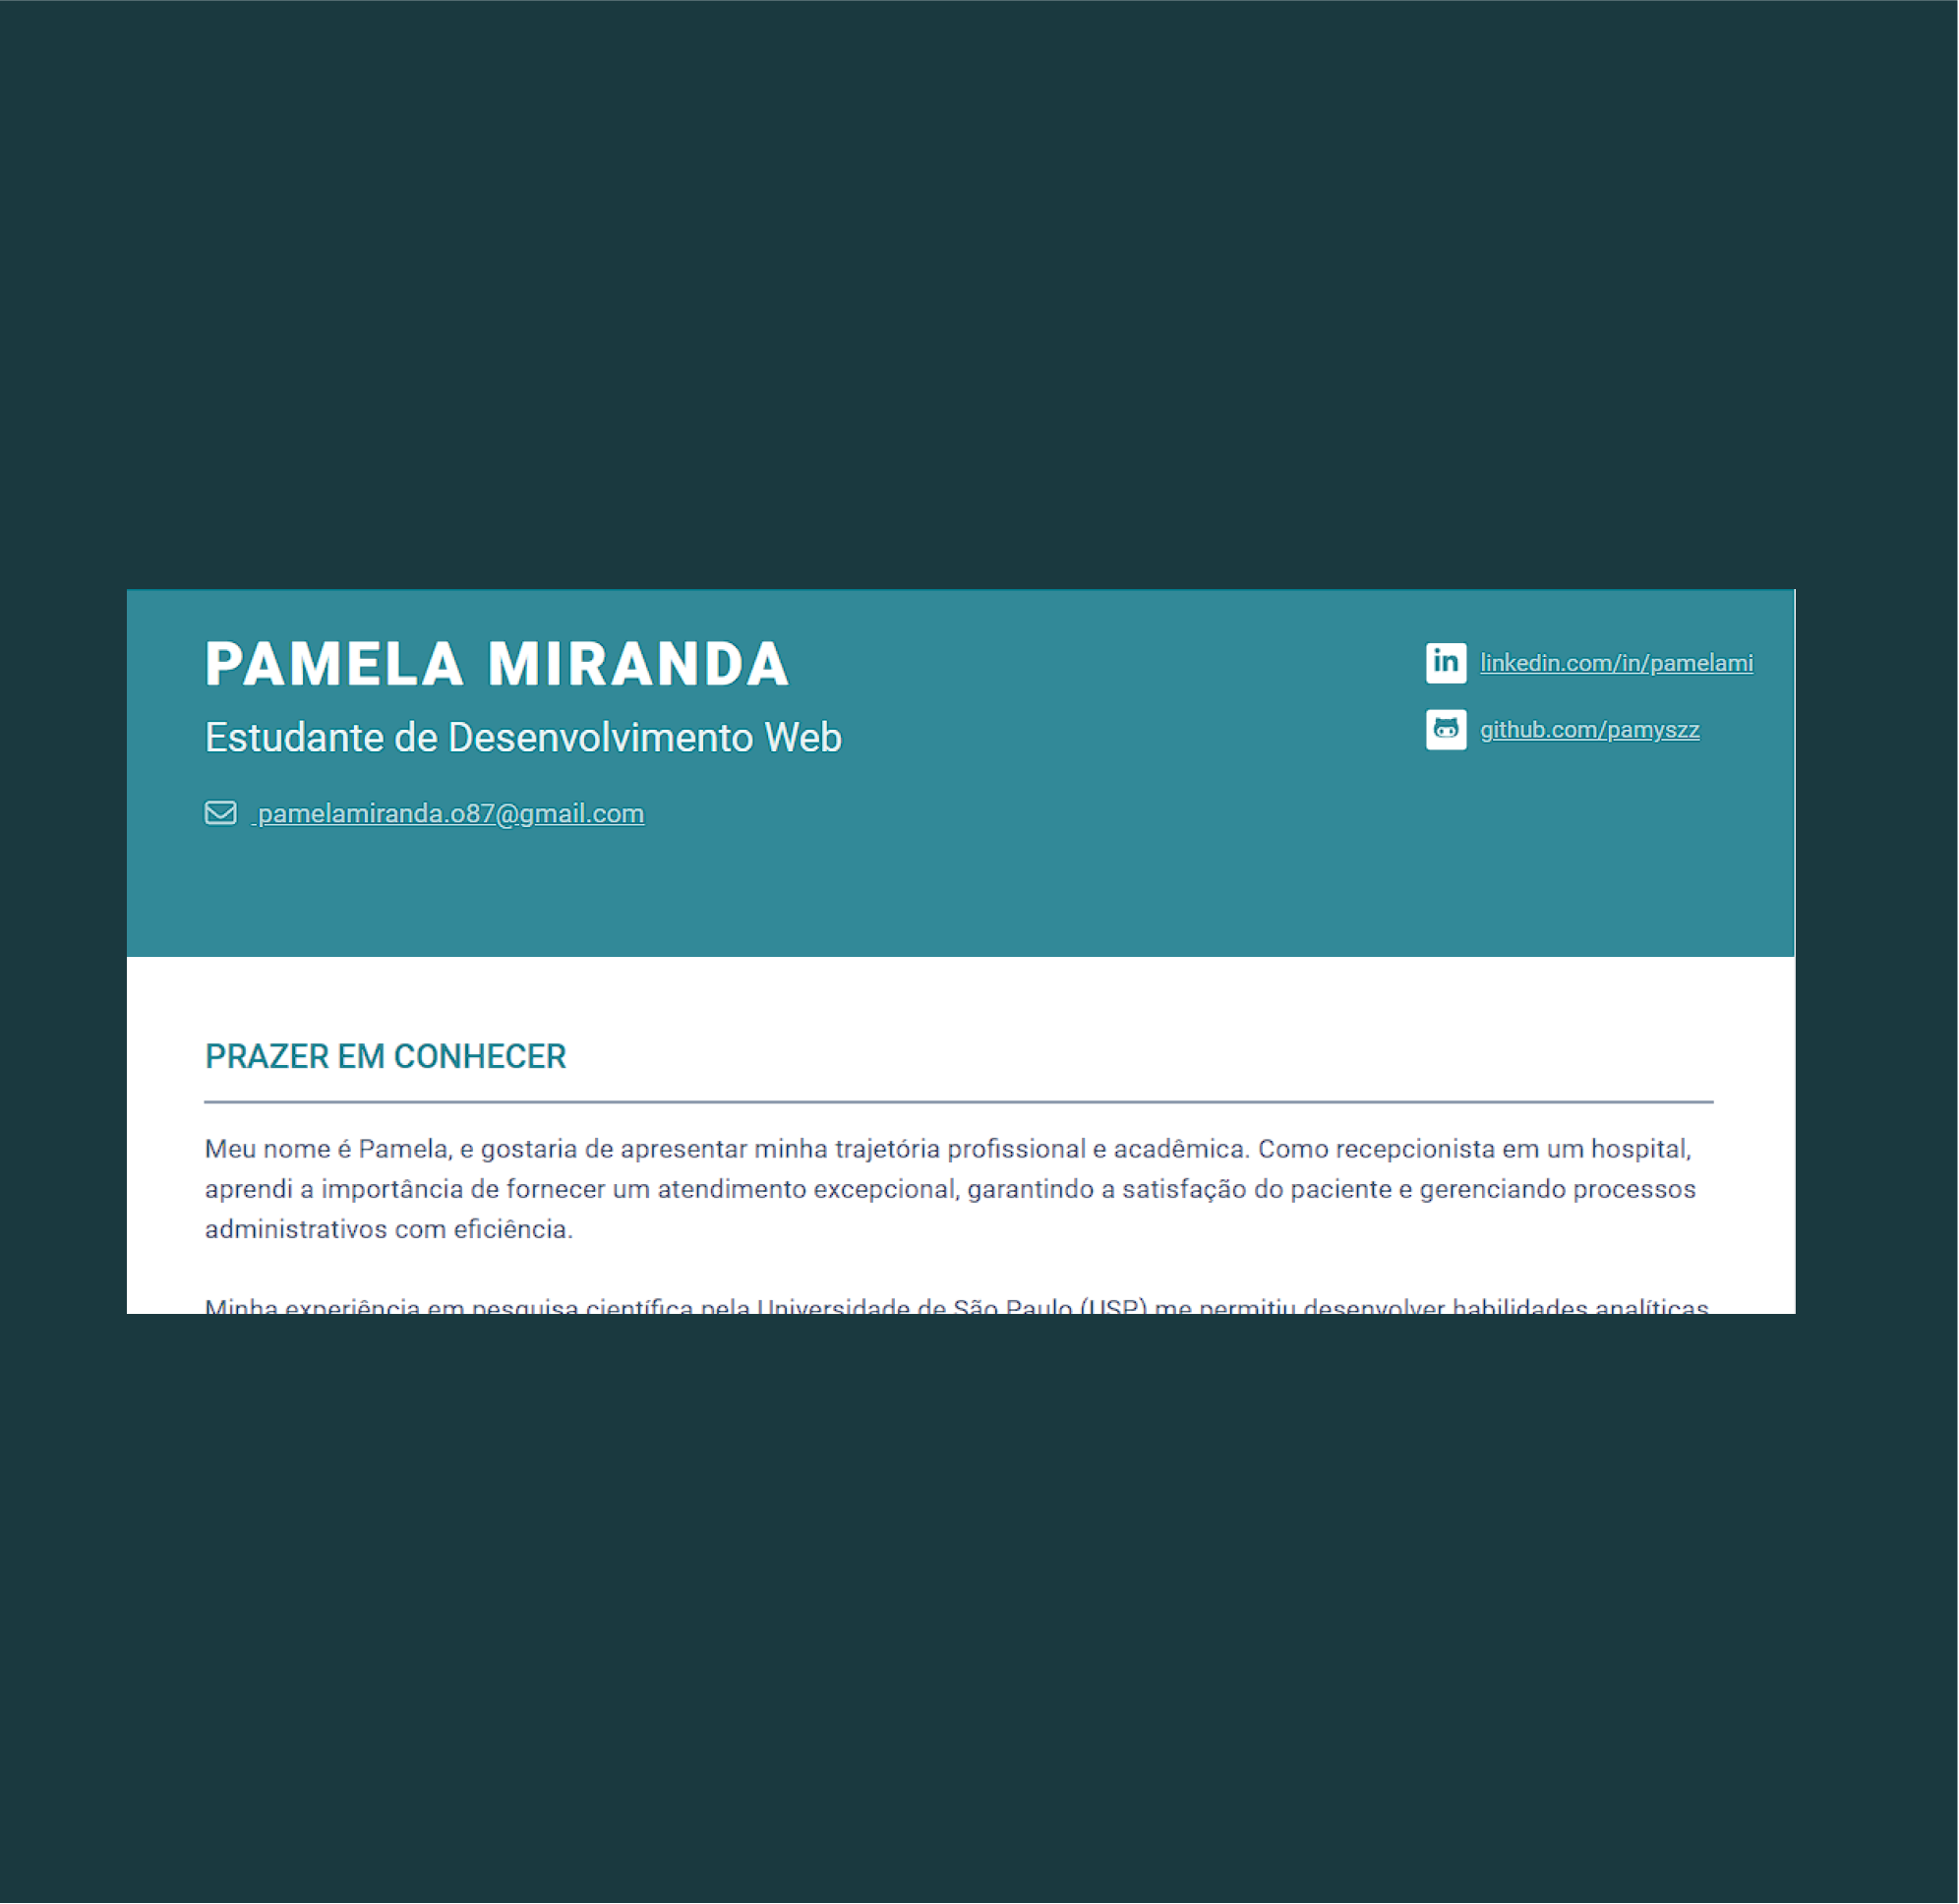 PAMELA MIRANDA
Estudante de Desenvolvimento Web
pamelamiranda.o87@gmail.com
in linkedin.com/in/pamelami
github.com/pamyszz
PRAZER EM CONHECER
Meu nome é Pamela, e gostaria de apresentar minha trajetória profissional e acadêmica. Como recepcionista em um hospital,
aprendi a importância de fornecer um atendimento excepcional, garantindo a satisfação do paciente e gerenciando processos
administrativos com eficiência.
Minha experiência em pesquisa científica pela Universidade de São Paulo (USP) me permitiu desenvolver habilidades analíticas